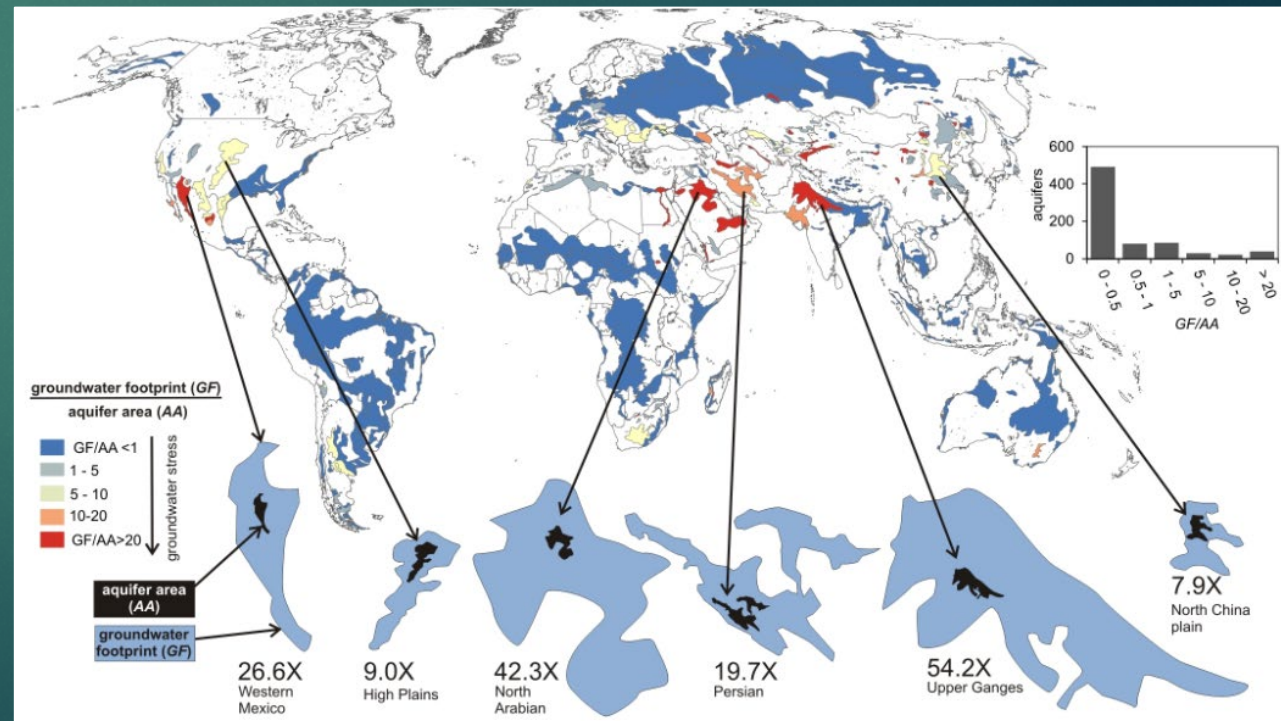 600
400
200
0
aquifers
0 - 0.5
0.5 - 1
1 - 5
5 - 10
10 - 20
> 20
GF/AA
groundwater footprint (GF)
aquifer area (AA)
GF/AA <1
1 - 5
5 - 10
10-20
GF/AA>20
groundwater stress
aquifer area
(AA)
groundwater
footprint (GF)
26.6X
Western
Mexico
9.0X
High Plains
42.3X
North
Arabian
19.7X
Persian
54.2X
Upper Ganges
7.9X
North China
plain